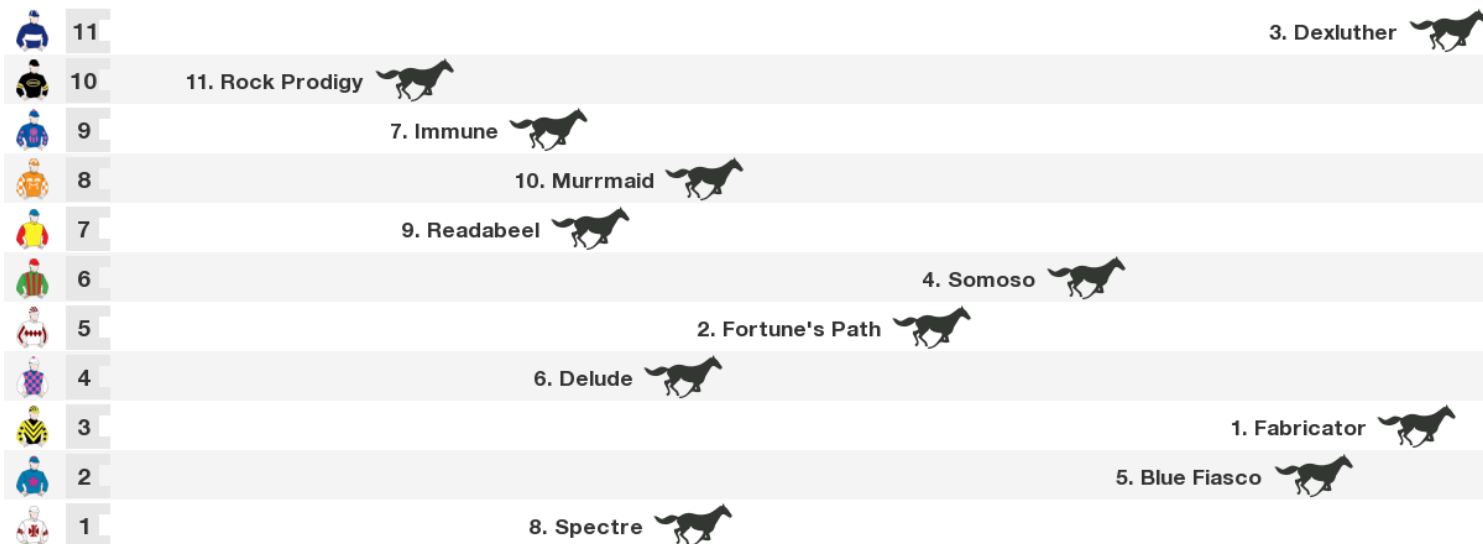 11 3. Dexluther
10 11. Rock Prodigy
9 7. Immune
8 10. Murrmaid
7 9. Readabeel
6 4. Somoso
5 2. Fortune's Path
4 6. Delude
3 1. Fabricator
2 5. Blue Fiasco
1 8. Spectre